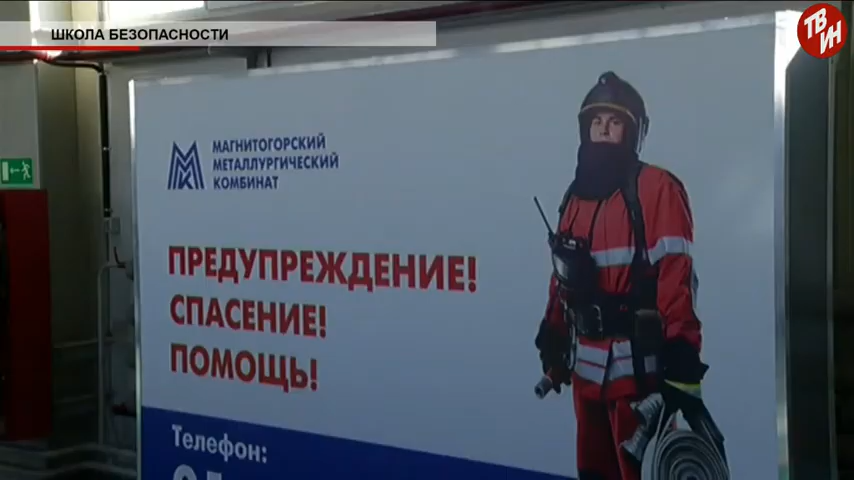 ШКОЛА БЕЗОПАСНОСТИ
ТВ
ИН
МАГНИТОГОРСКИЙ
МЕТАЛЛУРГИЧЕСКИЙ
КОМБИНАТ
ПРЕДУПРЕЖДЕНИЕ!
СПАСЕНИЕ!
ПОМОЩЬ!
Телефон: